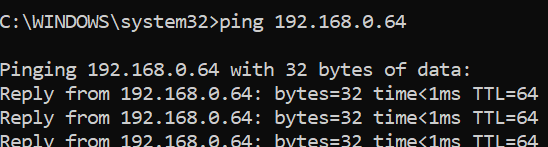 C:\WINDOWS\system32>ping 192.168.0.64
Pinging 192.168.0.64 with 32 bytes of data:
Reply from 192.168.0.64: bytes=32 time<1ms TTL=64
Reply from 192.168.0.64: bytes=32 time<1ms TTL=64
Reply from 192.168.0.64: bytes=32 time<1ms TTL=64